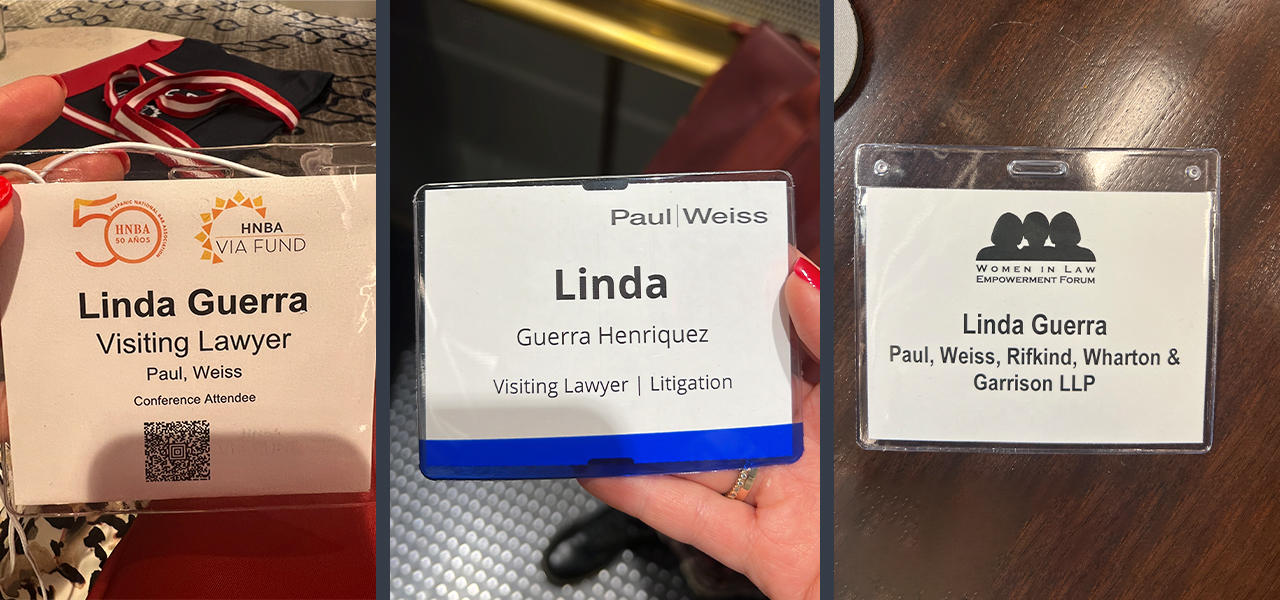 50
HISPANIC NATIONAL BAR ASSOCIATION
HNBA
50 AÑOS
HNBA
VIA FUND
Linda Guerra
Visiting Lawyer
Paul, Weiss
Conference Attendee
Paul|Weiss
Linda
Guerra Henriquez
Visiting Lawyer | Litigation
WOMEN IN LAW
EMPOWERMENT FORUM
Linda Guerra
Paul, Weiss, Rifkind, Wharton &
Garrison LLP